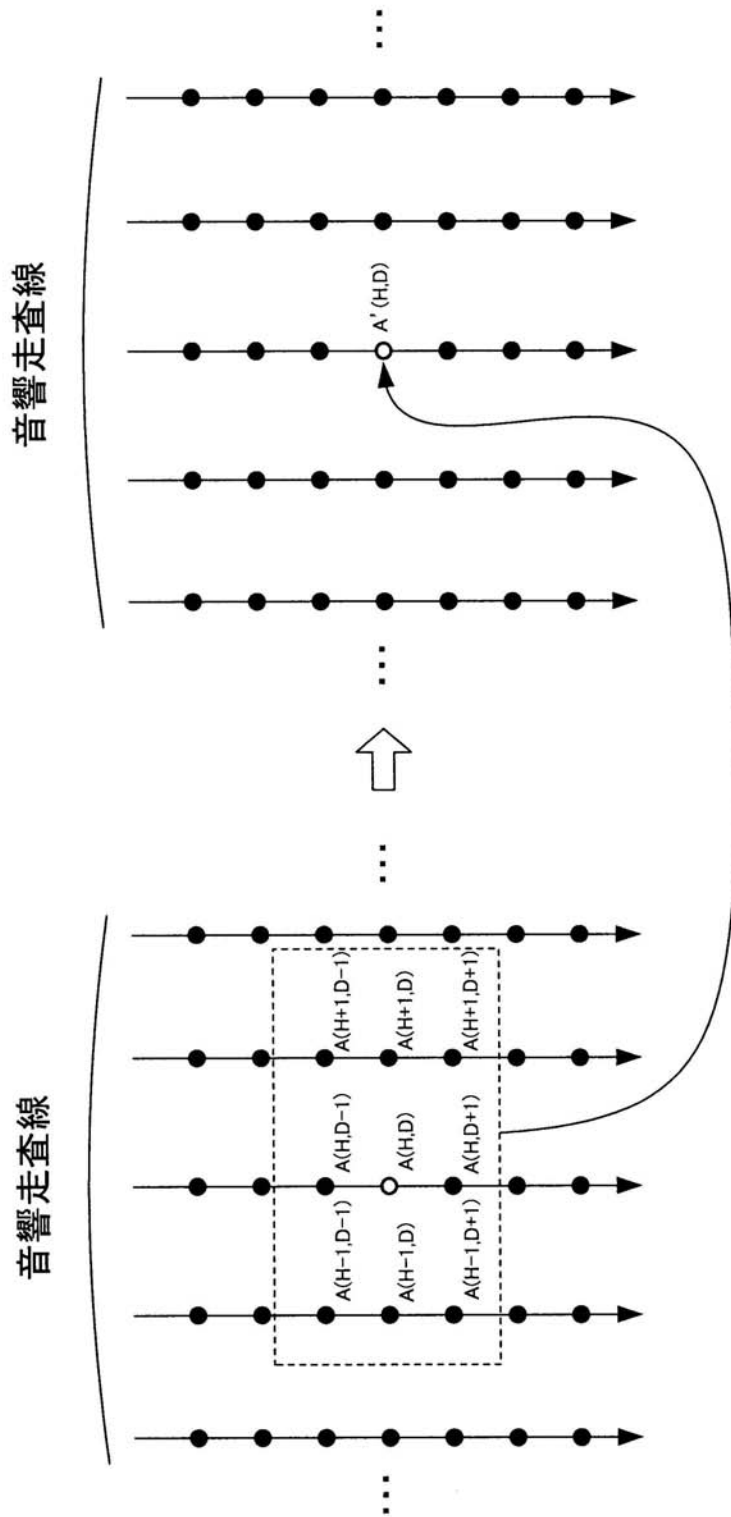 音響走査線
A(H-1,D-1)
A(H,D-1)
A(H+1,D-1)
A(H-1,D)
A(H,D)
A(H+1,D)
A(H-1,D+1)
A(H,D+1)
A(H+1,D+1)
音響走査線
A'(H,D)